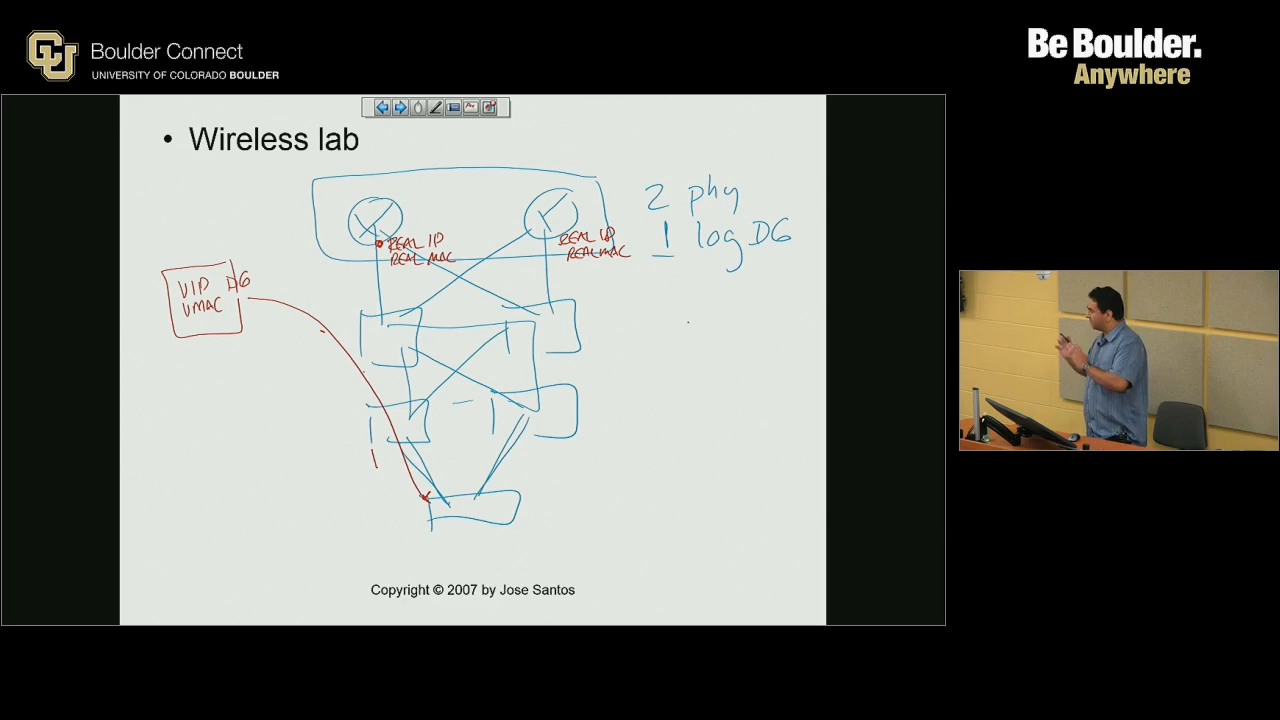 CU
Boulder Connect
UNIVERSITY OF COLORADO BOULDER
Be Boulder.
Anywhere
• Wireless lab
2 phy
1 log DG
REAL IP
REAL MAC
REAL IP
REAL MAC
VIP DG
VMAC
Copyright © 2007 by Jose Santos